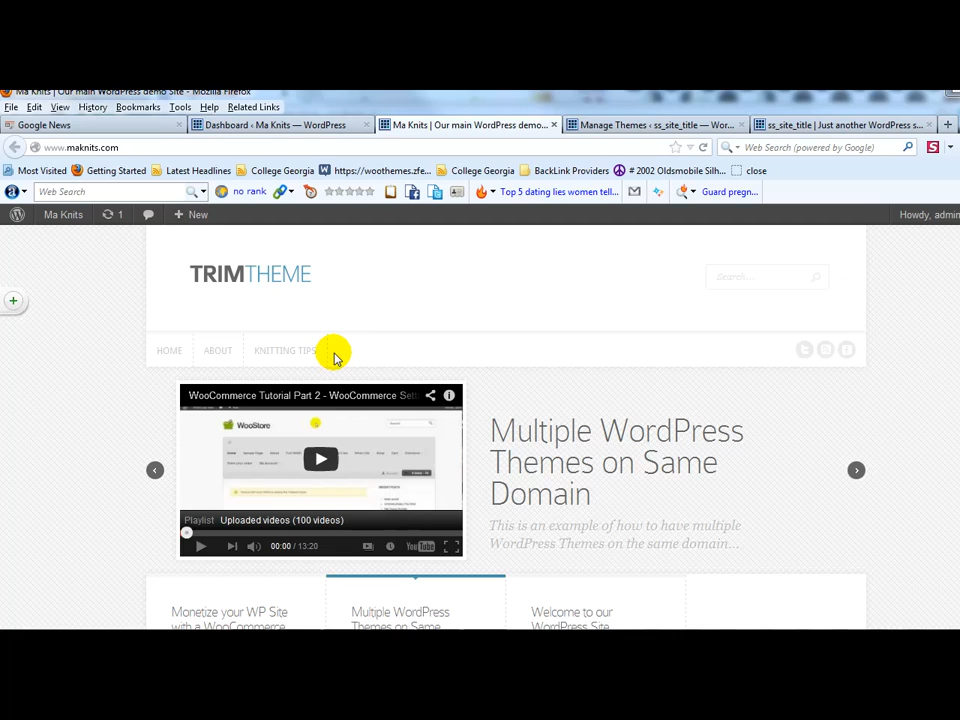 Ma Knits | Our main WordPress demo Site - Mozilla Firefox
File Edit View History Bookmarks Tools Help Related Links
Google News × Dashboard ‹ Ma Knits — WordPress × Ma Knits | Our main WordPress demo... × Manage Themes ‹ ss_site_title — Wor... × ss_site_title | Just another WordPress s... × +
www.maknits.com Web Search (powered by Google) S
Most Visited Getting Started Latest Headlines College Georgia https://woothemes.zfe... College Georgia BackLink Providers # 2002 Oldsmobile Silh... close
Web Search no rank Top 5 dating lies women tell... Guard pregn...
Ma Knits 1 + New Howdy, admin
TRIMTHEME
Search...
HOME ABOUT KNITTING TIPS
WooCommerce Tutorial Part 2 - WooCommerce Sett
WooStore
Multiple WordPress
Themes on Same
Domain
This is an example of how to have multiple
WordPress Themes on the same domain...
Playlist Uploaded videos (100 videos)
00:00 / 13:20 YouTube
Monetize your WP Site
with a WooCommerce
Multiple WordPress
Themes on Same
Welcome to our
WordPress Site